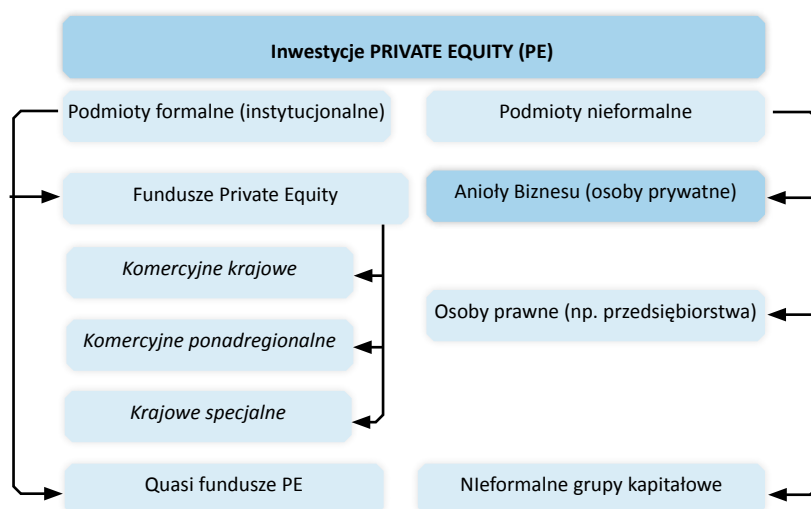 Inwestycje PRIVATE EQUITY (PE)
Podmioty formalne (instytucjonalne)
Podmioty nieformalne
Fundusze Private Equity
Anioły Biznesu (osoby prywatne)
Komercyjne krajowe
Osoby prawne (np. przedsiębiorstwa)
Komercyjne ponadregionalne
Krajowe specjalne
Quasi fundusze PE
NIeformalne grupy kapitałowe